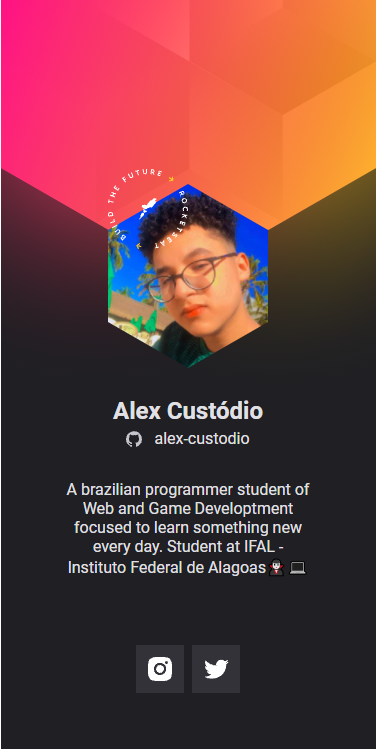 BUILD THE FUTURE
ROCKETSEAT
Alex Custódio
alex-custodio
A brazilian programmer student of
Web and Game Developtment
focused to learn something new
every day. Student at IFAL -
Instituto Federal de Alagoas🧛🏻‍♂️ 💻